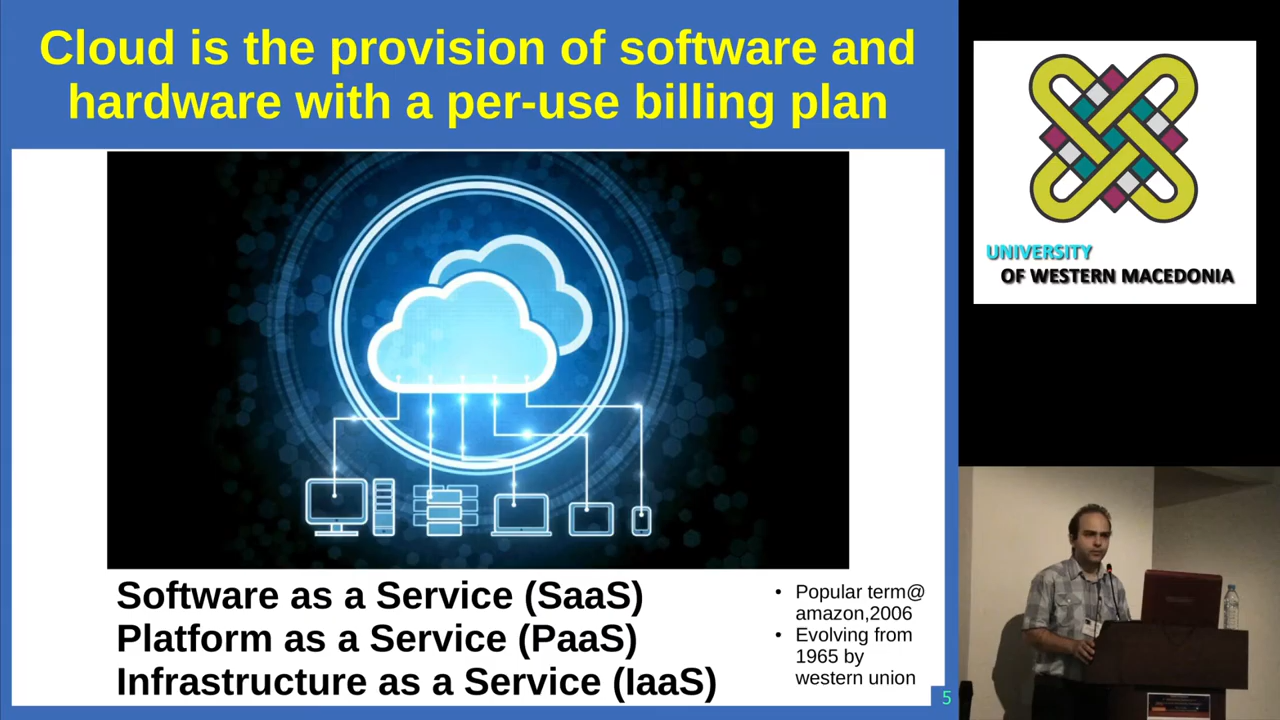 Cloud is the provision of software and
hardware with a per-use billing plan
Software as a Service (SaaS)
Platform as a Service (PaaS)
Infrastructure as a Service (IaaS)
• Popular term@
amazon,2006
• Evolving from
1965 by
western union
5
UNIVERSITY
OF WESTERN MACEDONIA